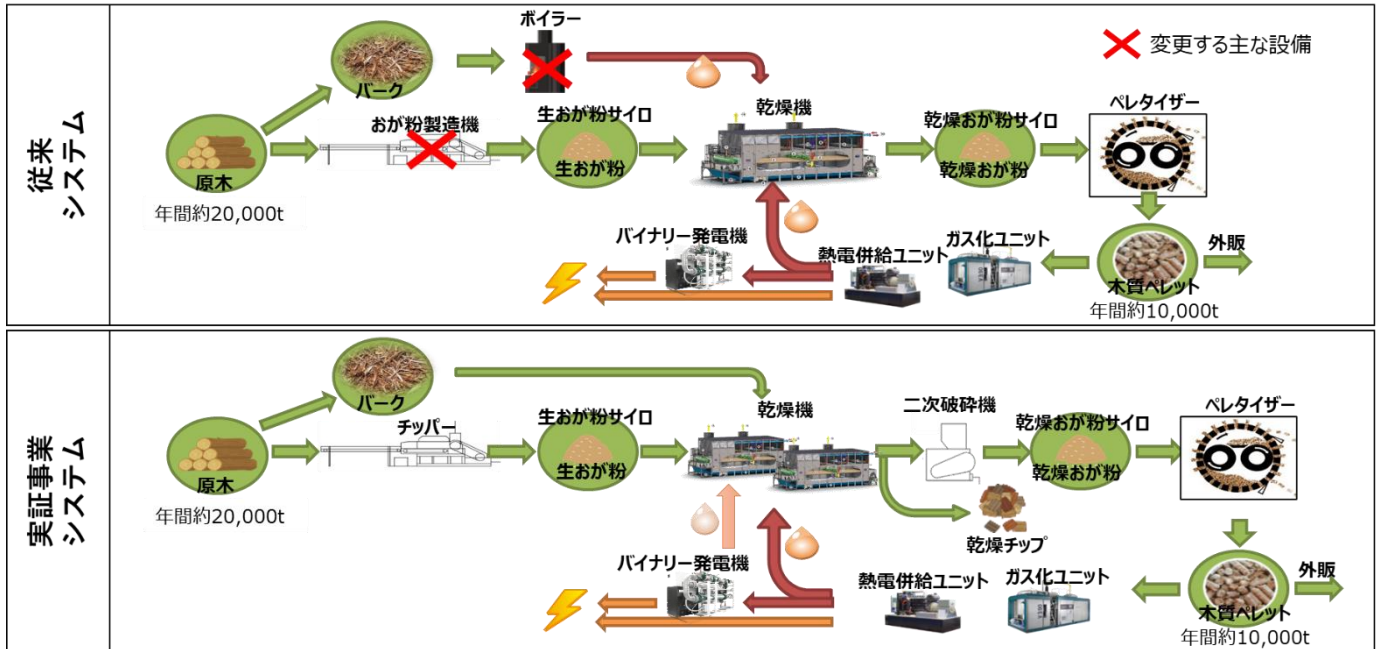 従来
システム
ボイラー
変更する主な設備
バーク
おが粉製造機
生おが粉サイロ
乾燥機
乾燥おが粉サイロ
ペレタイザー
原木
生おが粉
乾燥おが粉
年間約20,000t
バイナリー発電機
熱電併給ユニット
ガス化ユニット
外販
木質ペレット
年間約10,000t
実証事業
システム
バーク
チッパー
生おが粉サイロ
乾燥機
二次破砕機
乾燥おが粉サイロ
ペレタイザー
原木
生おが粉
乾燥おが粉
年間約20,000t
乾燥チップ
バイナリー発電機
熱電併給ユニット
ガス化ユニット
外販
木質ペレット
年間約10,000t